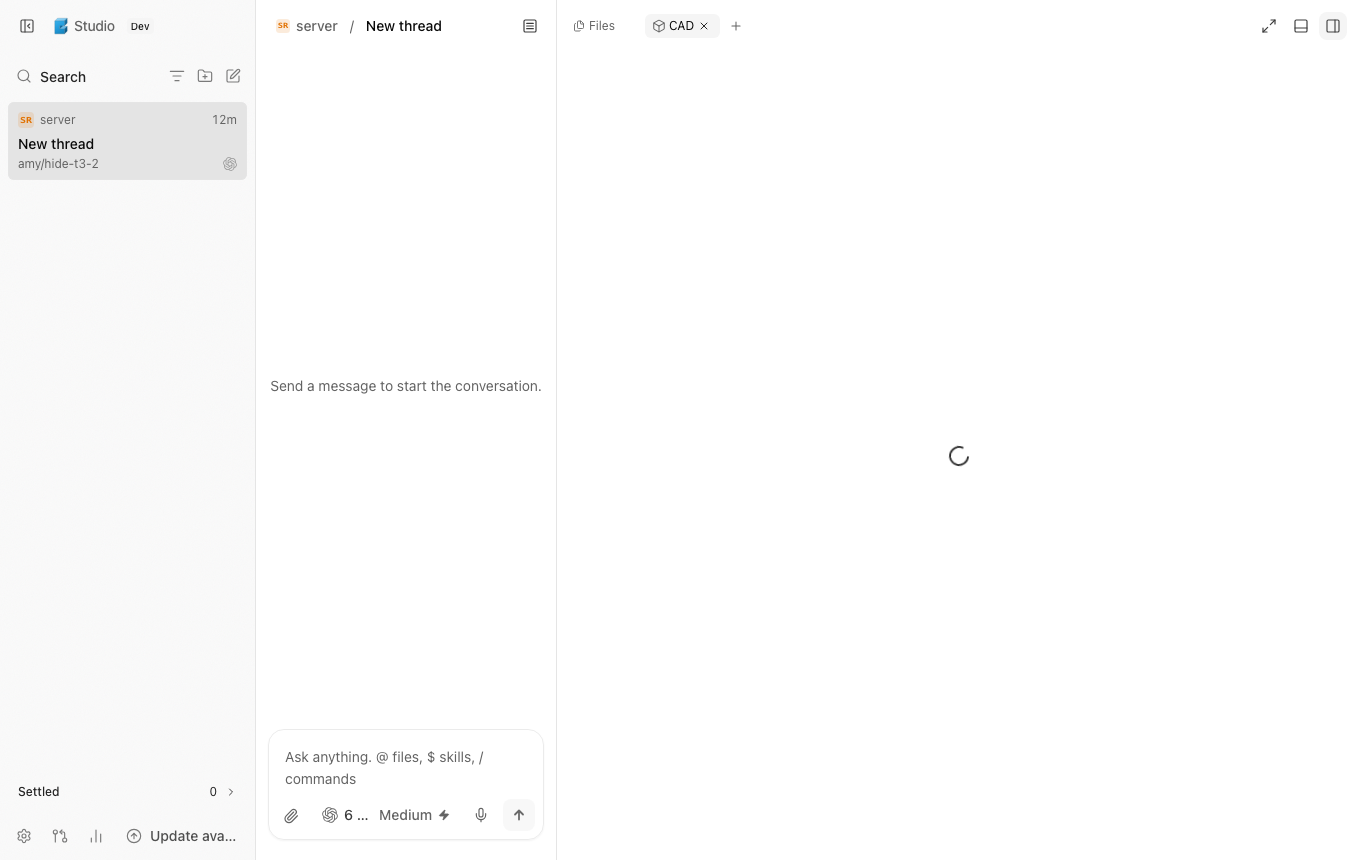 Studio Dev
Search
SR server 12m
New thread
amy/hide-t3-2
Settled 0
Update ava...
SR server / New thread
Send a message to start the conversation.
Ask anything. @ files, $ skills, /
commands
6 ... Medium
Files CAD